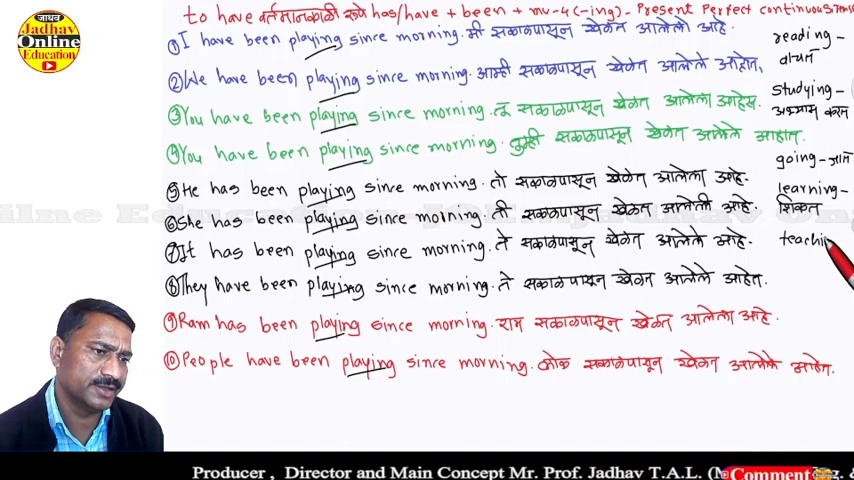 जाधव
Jadhav
Online
Education
to have वर्तमानकाळी रूपे has/have + been + mv-4 (-ing) - Present Perfect continuous
① I have been playing since morning. मी सकाळपासून खेळत आलेलो आहे.
② We have been playing since morning. आम्ही सकाळपासून खेळत आलेलो आहोत.
③ You have been playing since morning. तू सकाळपासून खेळत आलेला आहेस.
④ You have been playing since morning. तुम्ही सकाळपासून खेळत आलेले आहात.
⑤ He has been playing since morning. तो सकाळपासून खेळत आलेला आहे.
⑥ She has been playing since morning. ती सकाळपासून खेळत आलेली आहे.
⑦ It has been playing since morning. ते सकाळपासून खेळत आलेले आहे.
⑧ They have been playing since morning. ते सकाळपासून खेळत आलेले आहेत.
⑨ Ram has been playing since morning. राम सकाळपासून खेळत आलेला आहे.
⑩ People have been playing since morning. लोक सकाळपासून खेळत आलेले आहेत.
reading -
वाचत
studying -
अभ्यास करत
going - जात
learning -
शिकत
teachi
Producer , Director and Main Concept Mr. Prof. Jadhav T.A.L.
Comment